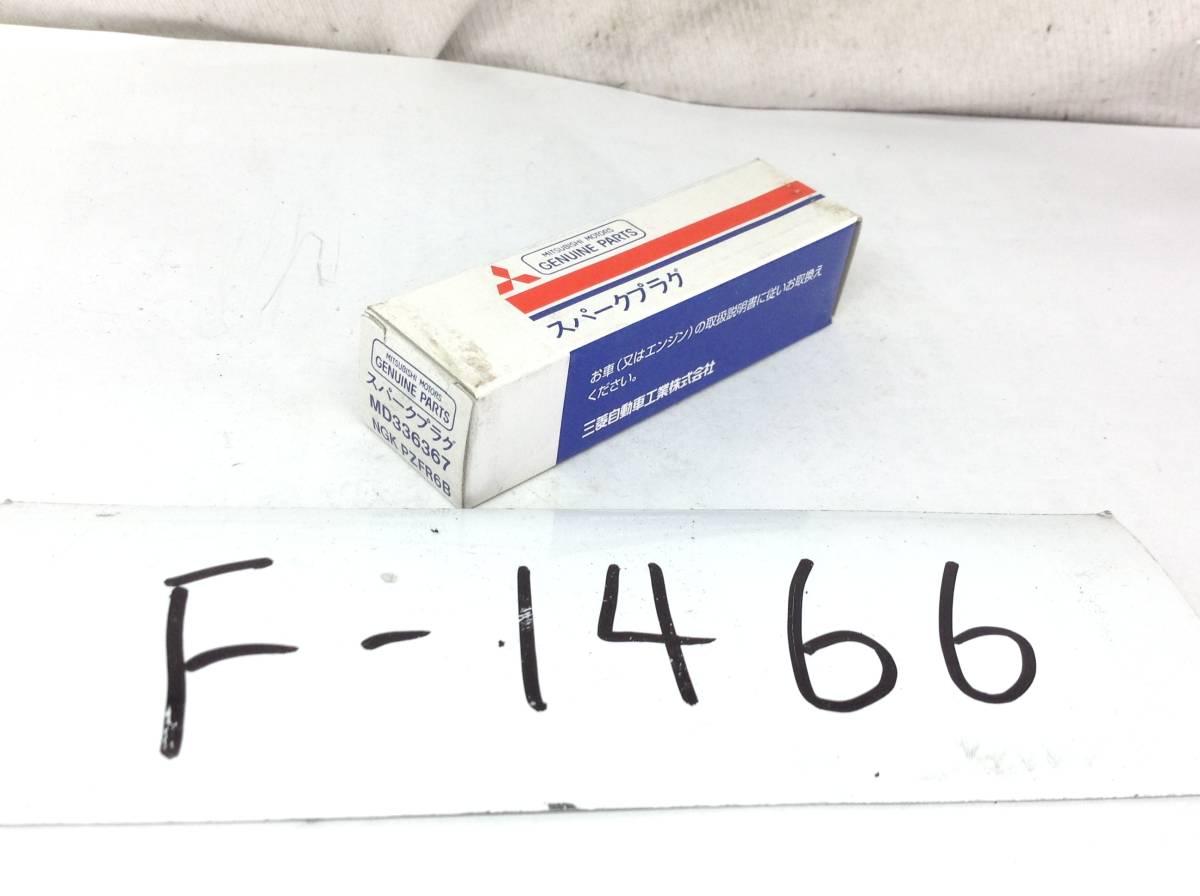 MITSUBISHI MOTORS
GENUINE PARTS
スパークプラグ
お車(又はエンジン)の取扱説明書に従いお取換え
ください。
三菱自動車工業株式会社
MITSUBISHI MOTORS
GENUINE PARTS
スパークプラグ
MD336367
NGK PZFR6B
F-1466